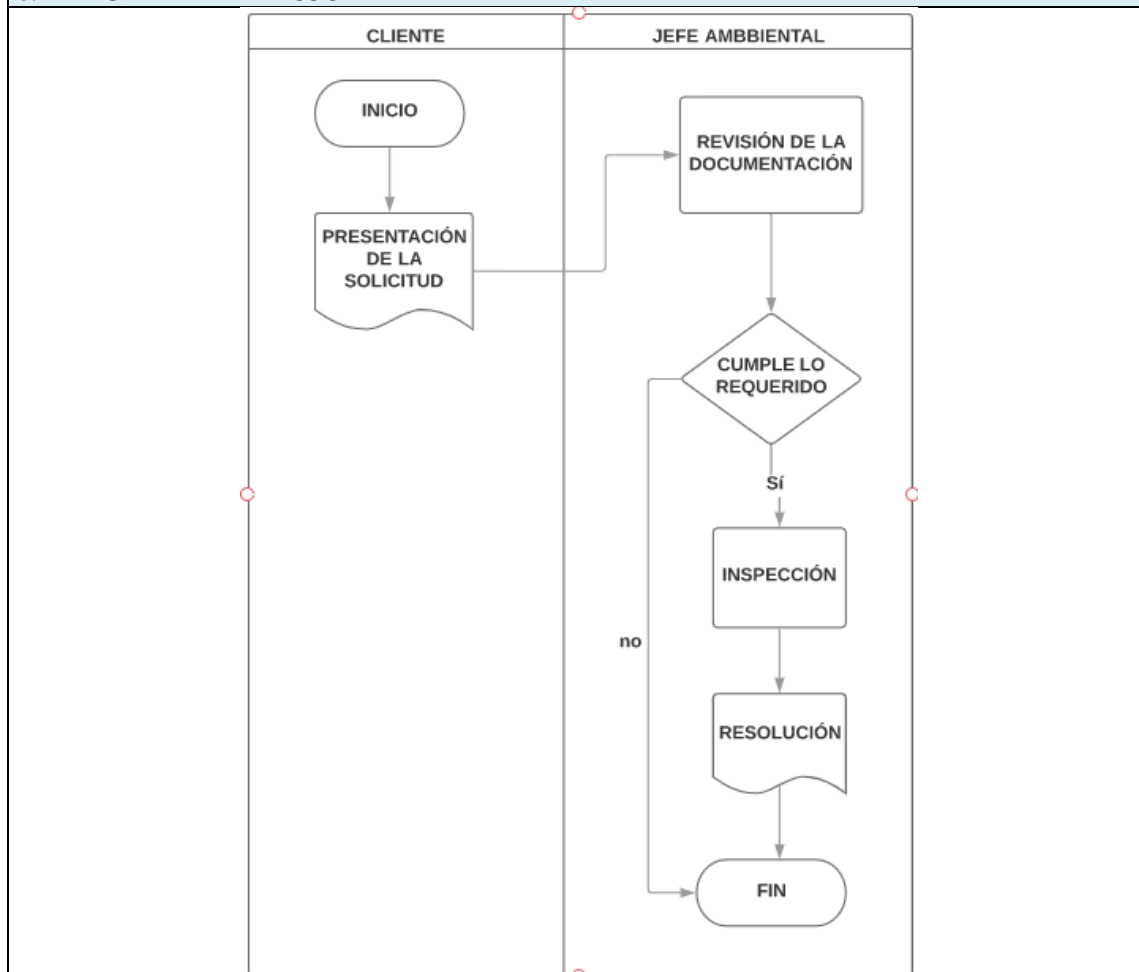 CLIENTE
JEFE AMBBIENTAL
INICIO
PRESENTACIÓN
DE LA
SOLICITUD
REVISIÓN DE LA
DOCUMENTACIÓN
CUMPLE LO
REQUERIDO
Sí
INSPECCIÓN
no
RESOLUCIÓN
FIN